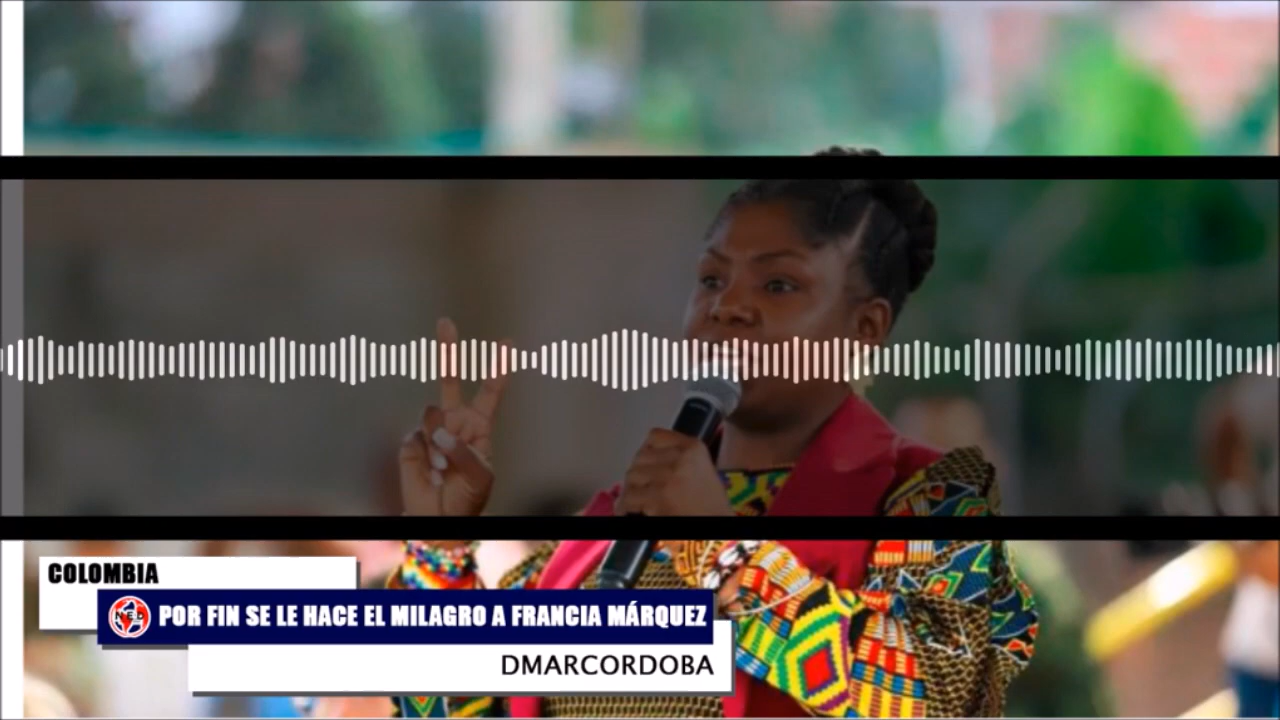 COLOMBIA
POR FIN SE LE HACE EL MILAGRO A FRANCIA MÁRQUEZ
DMARCORDOBA